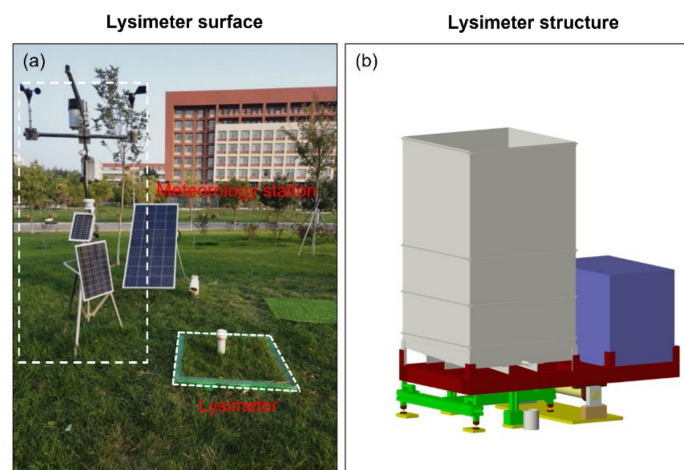 Lysimeter surface
Lysimeter structure
(a)
(b)
Meteorology station
Lysimeter